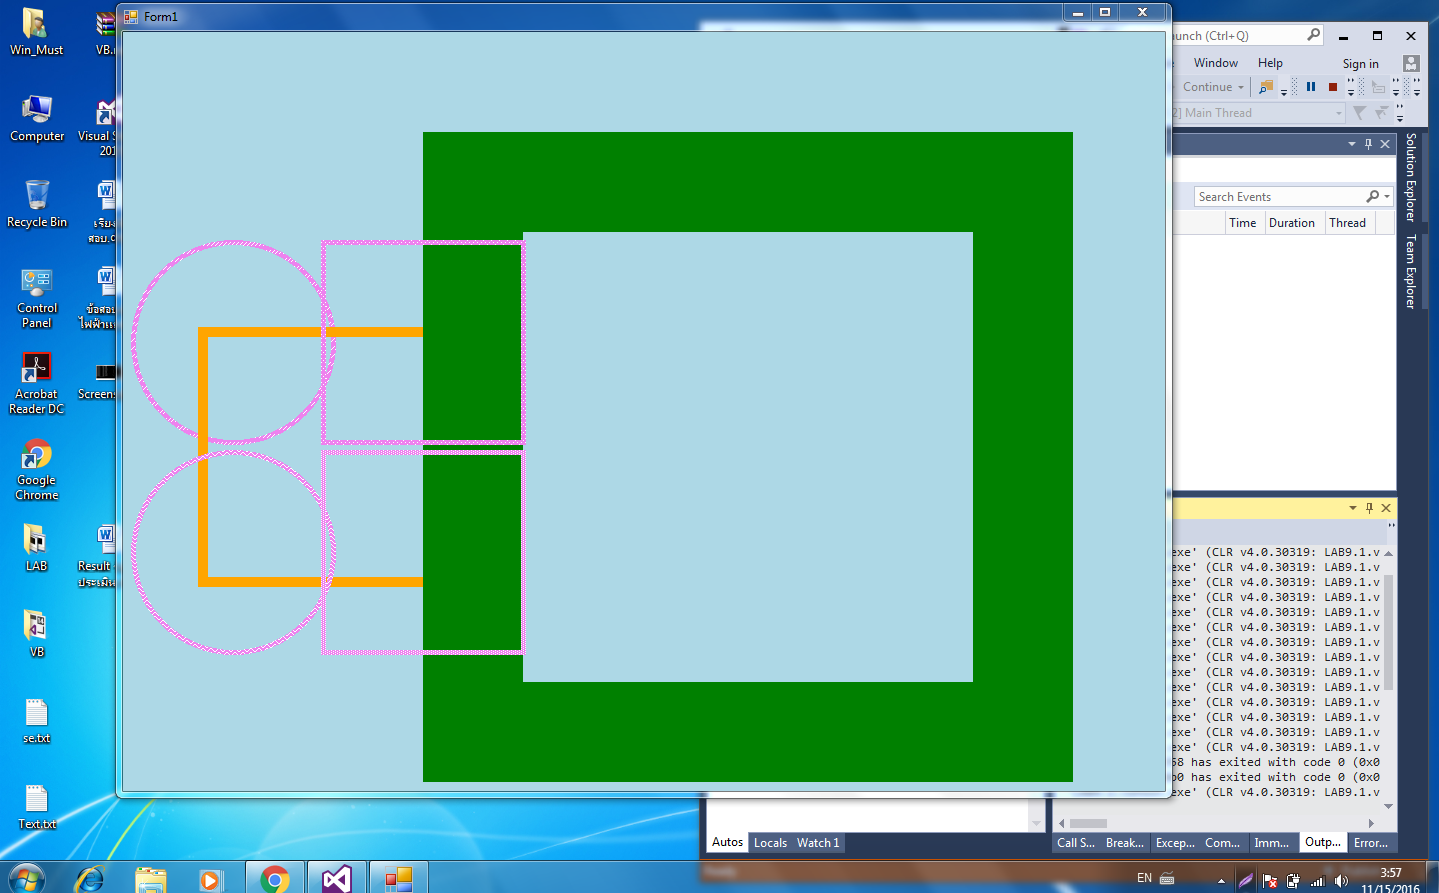 Form1
Win_Must
VB.r
Computer
Visual S
201
Recycle Bin
เรียง
สอบ.d
Control
Panel
ข้อสอบ
ไฟฟ้าแ
Acrobat
Reader DC
Screens
Google
Chrome
LAB
Result
ประเมิน
VB
se.txt
Text.txt
unch (Ctrl+Q)
Window Help
Sign in
Continue
2] Main Thread
Solution Explorer
Team Explorer
Search Events
Time Duration Thread
exe' (CLR v4.0.30319: LAB9.1.v
exe' (CLR v4.0.30319: LAB9.1.v
exe' (CLR v4.0.30319: LAB9.1.v
exe' (CLR v4.0.30319: LAB9.1.v
exe' (CLR v4.0.30319: LAB9.1.v
exe' (CLR v4.0.30319: LAB9.1.v
exe' (CLR v4.0.30319: LAB9.1.v
exe' (CLR v4.0.30319: LAB9.1.v
exe' (CLR v4.0.30319: LAB9.1.v
exe' (CLR v4.0.30319: LAB9.1.v
exe' (CLR v4.0.30319: LAB9.1.v
exe' (CLR v4.0.30319: LAB9.1.v
exe' (CLR v4.0.30319: LAB9.1.v
exe' (CLR v4.0.30319: LAB9.1.v
58 has exited with code 0 (0x0
b0 has exited with code 0 (0x0
exe' (CLR v4.0.30319: LAB9.1.v
Autos Locals Watch 1
Call S... Break... Excep... Com... Imm... Outp... Error...
EN
3:57
11/15/2016